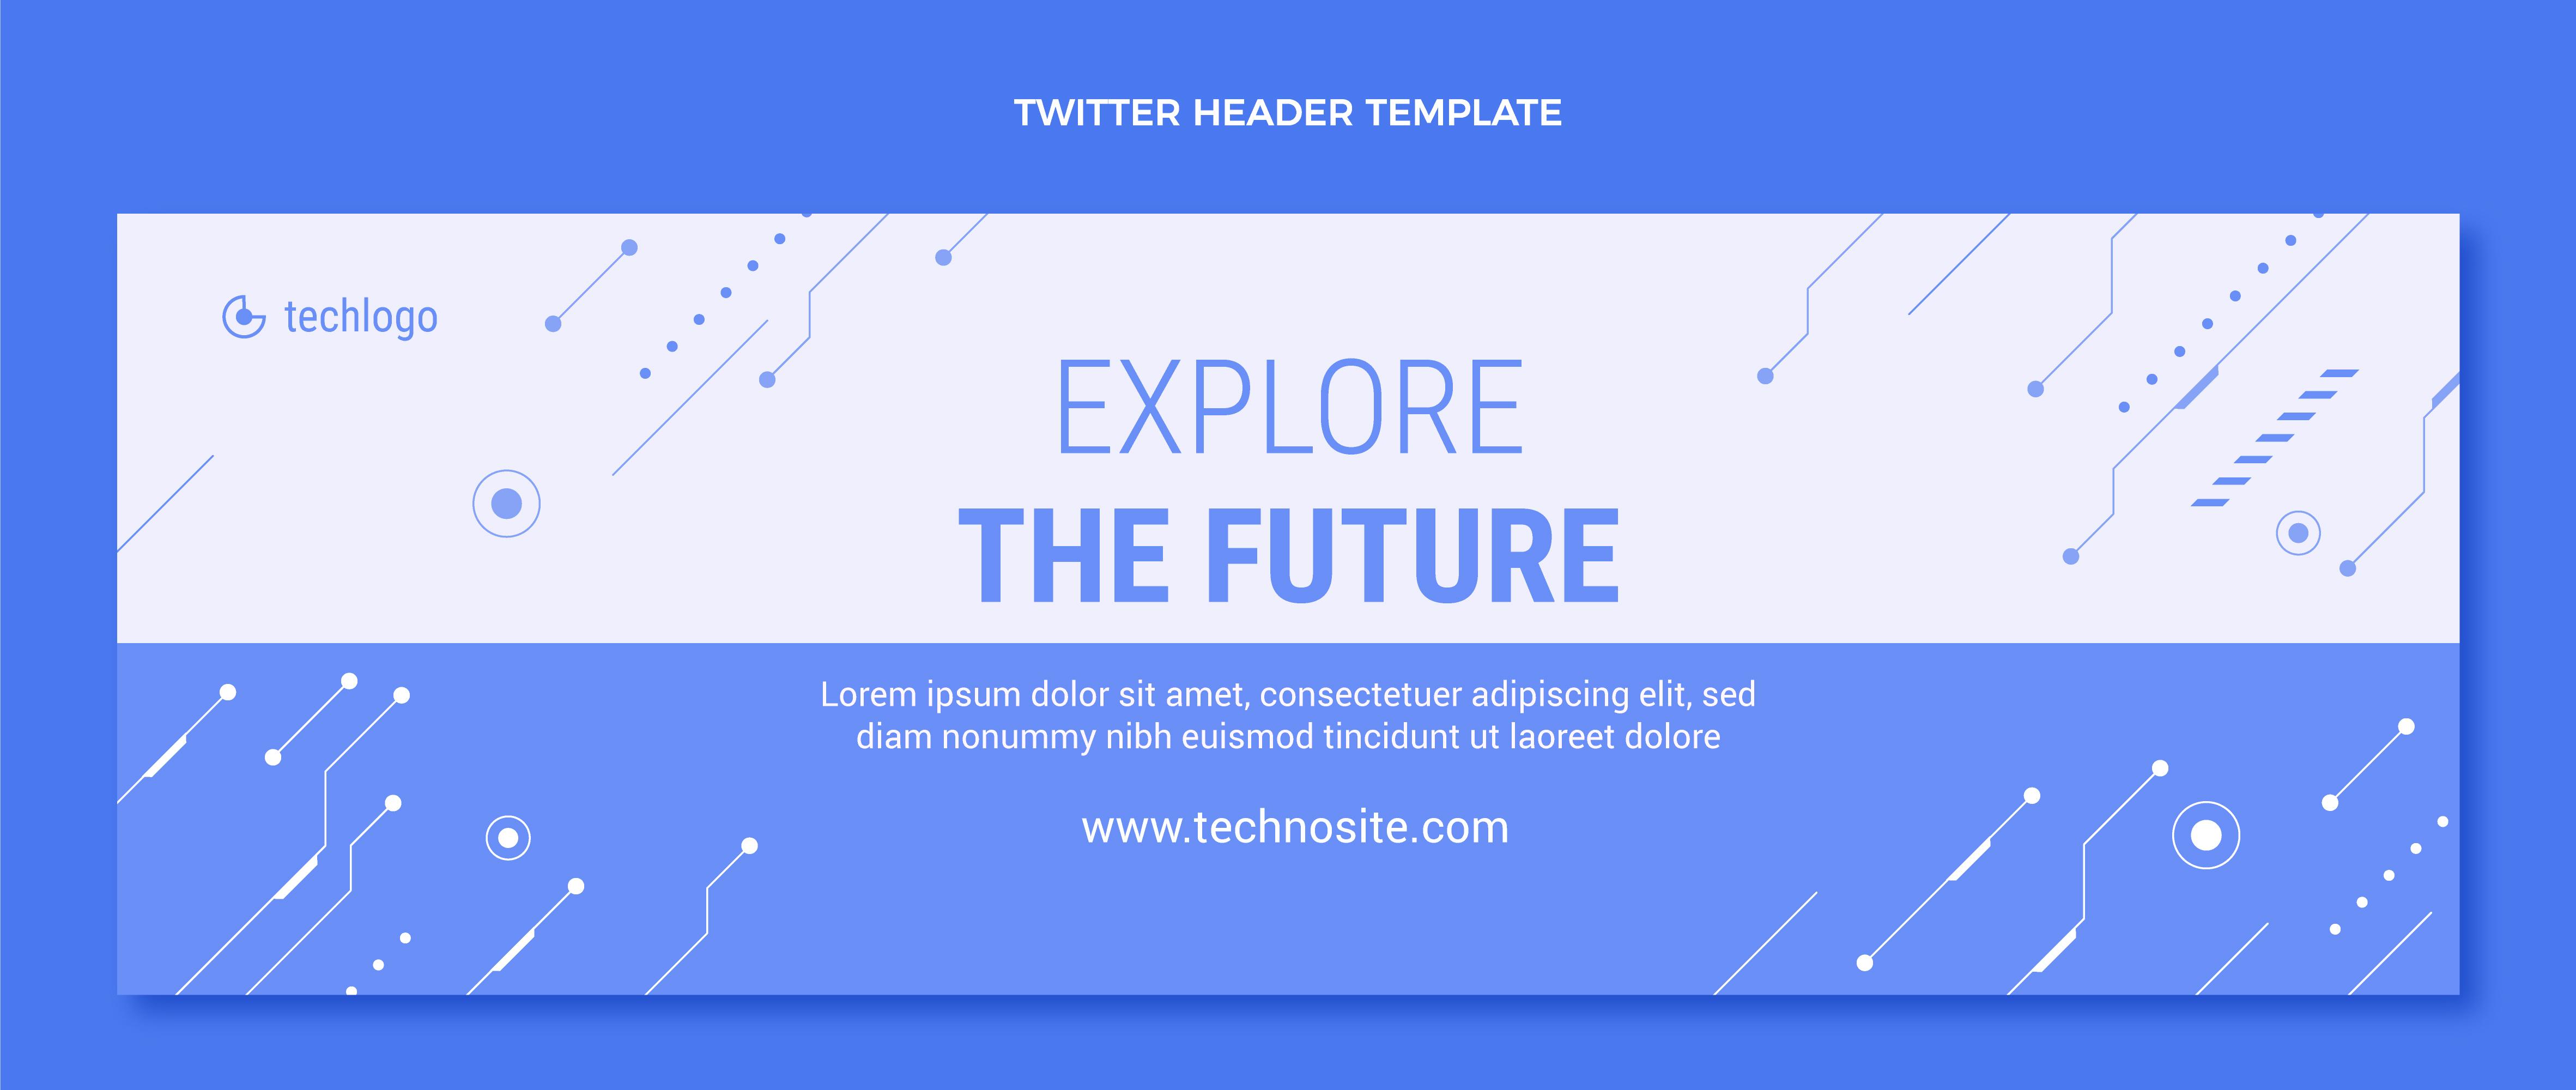 TWITTER HEADER TEMPLATE
techlogo
EXPLORE
THE FUTURE
Lorem ipsum dolor sit amet, consectetuer adipiscing elit, sed
diam nonummy nibh euismod tincidunt ut laoreet dolore
www.technosite.com